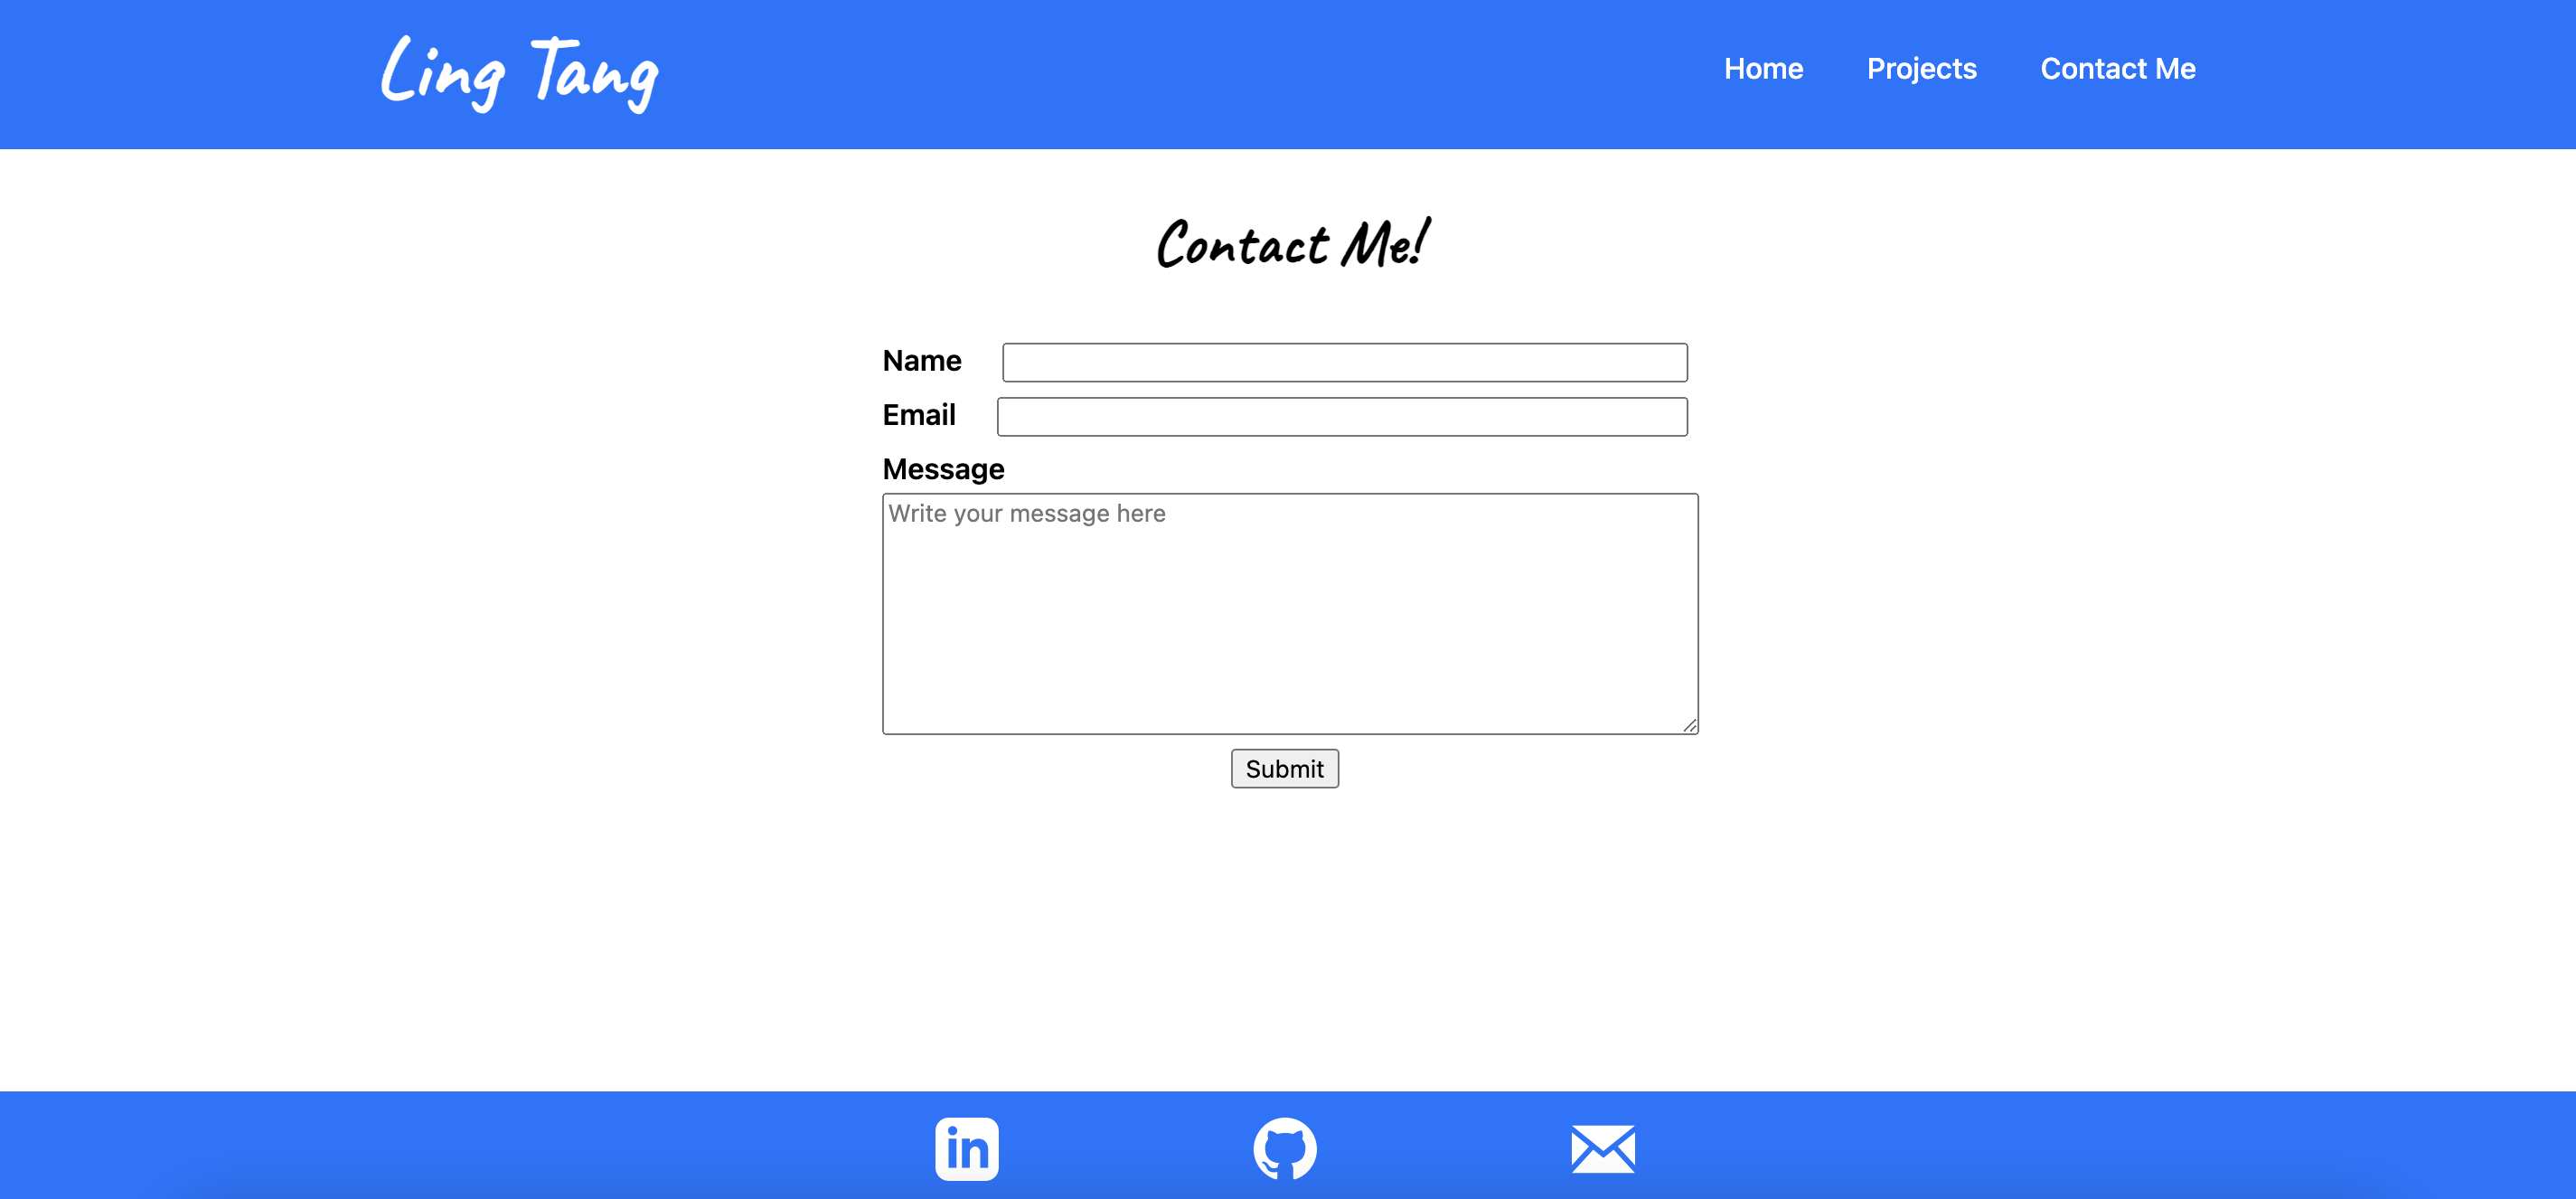 Ling Tang
Home Projects Contact Me
Contact Me!
Name
Email
Message
Write your message here
Submit
in